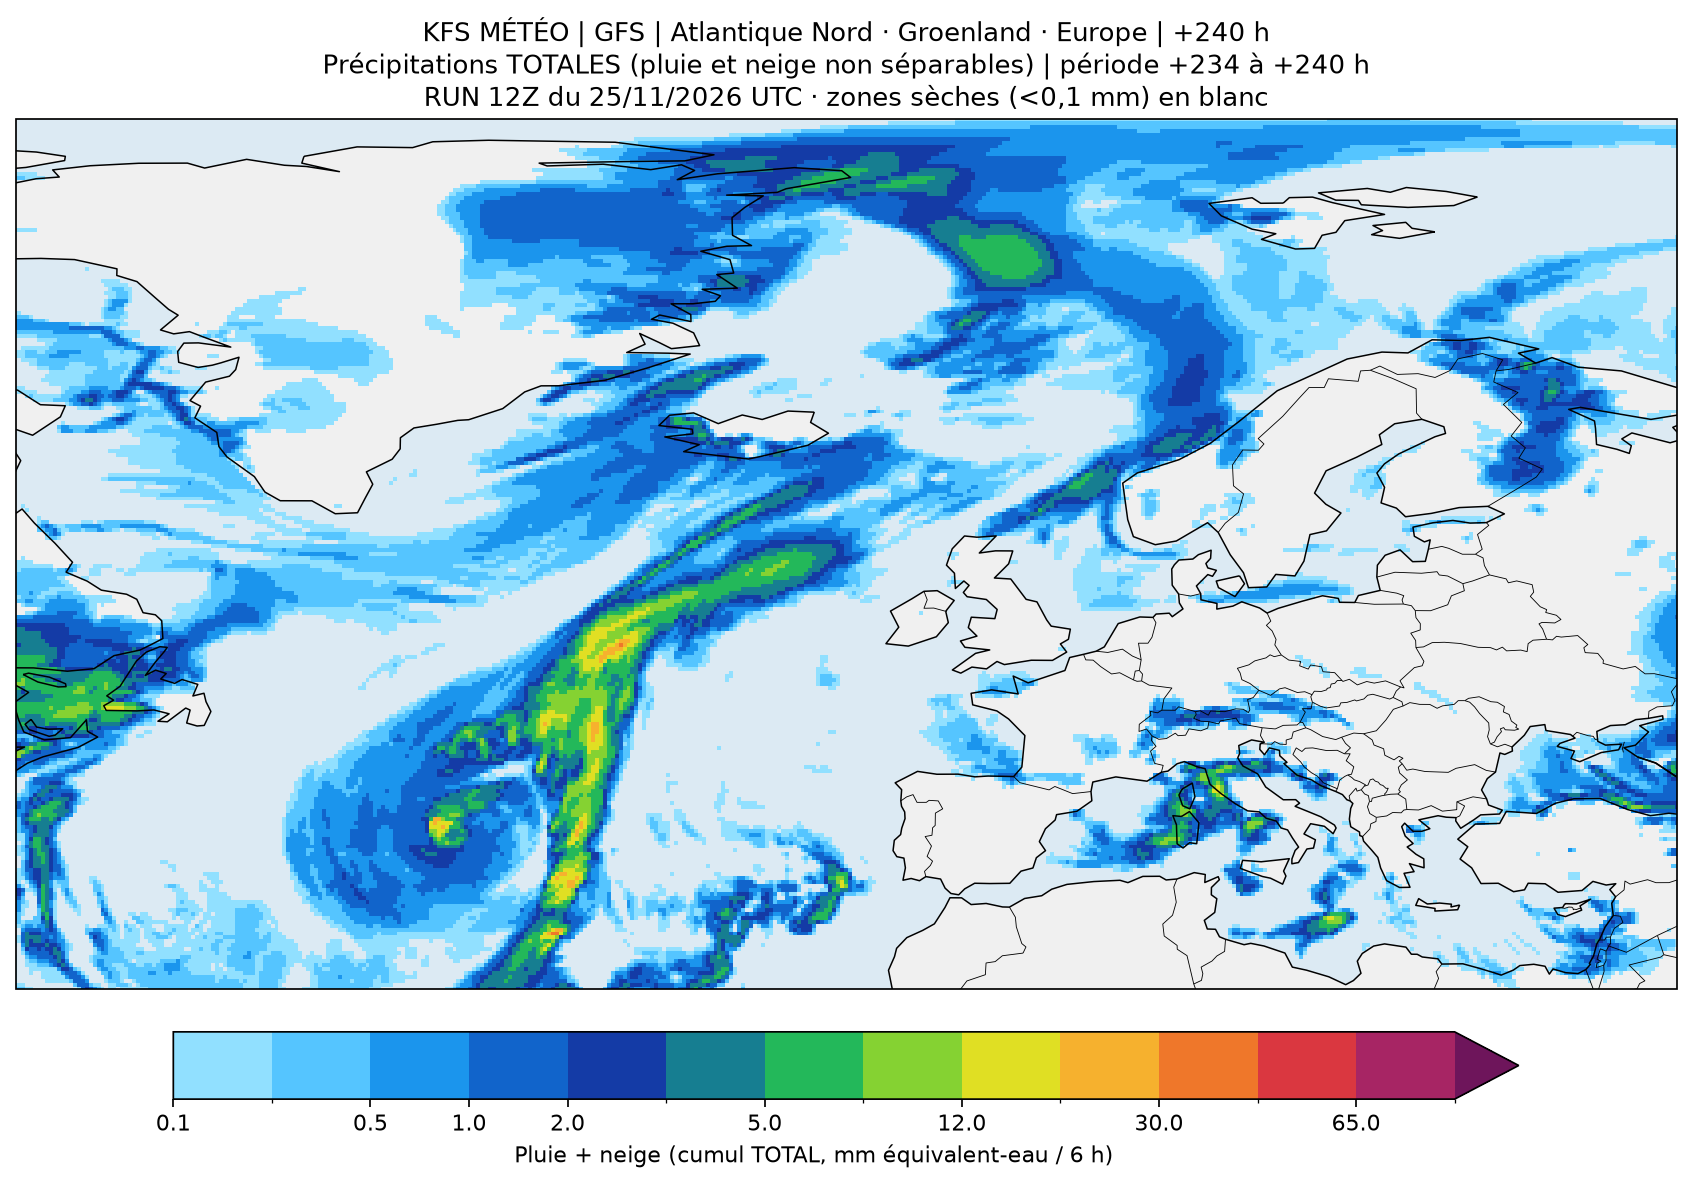 KFS MÉTÉO | GFS | Atlantique Nord · Groenland · Europe | +240 h
Précipitations TOTALES (pluie et neige non séparables) | période +234 à +240 h
RUN 12Z du 25/11/2026 UTC · zones sèches (<0,1 mm) en blanc
0.1 0.5 1.0 2.0 5.0 12.0 30.0 65.0
Pluie + neige (cumul TOTAL, mm équivalent-eau / 6 h)